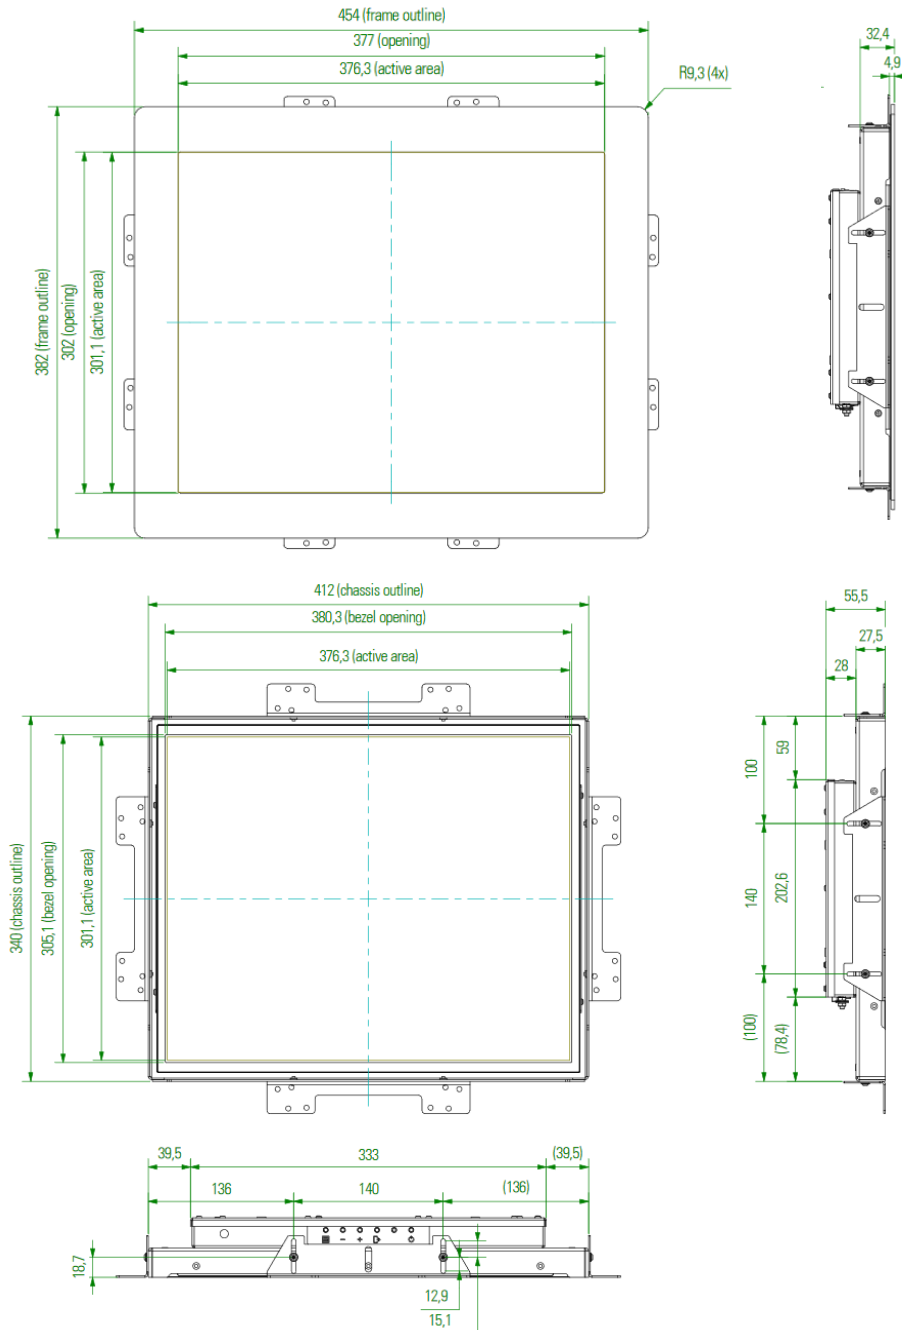 454 (frame outline)
377 (opening)
376,3 (active area)
R9,3 (4x)
32,4
4,9
382 (frame outline)
302 (opening)
301,1 (active area)
412 (chassis outline)
380,3 (bezel opening)
376,3 (active area)
55,5
27,5
28
340 (chassis outline)
305,1 (bezel opening)
301,1 (active area)
100
59
140
202,6
(100)
(78,4)
39,5
333
(39,5)
136
140
(136)
18,7
12,9
15,1